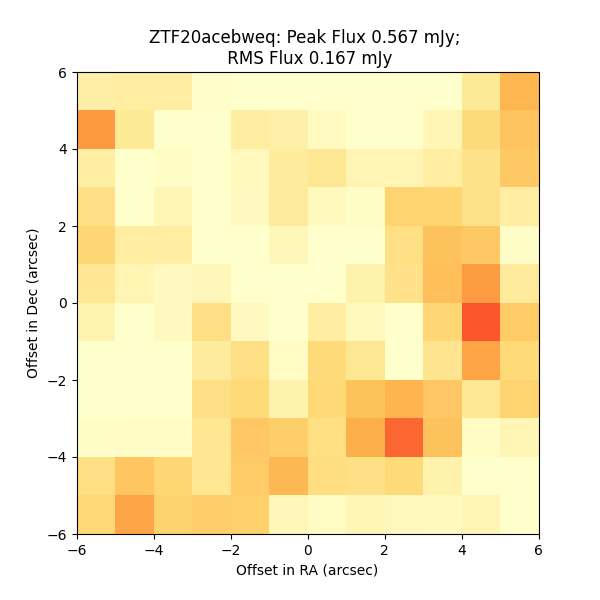 ZTF20acebweq: Peak Flux 0.567 mJy;
RMS Flux 0.167 mJy
6
4
2
0
−2
−4
−6
Offset in Dec (arcsec)
−6 −4 −2 0 2 4 6
Offset in RA (arcsec)